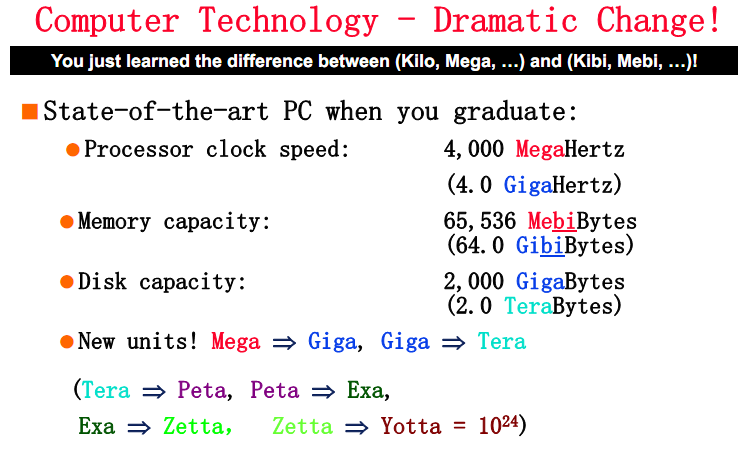 Computer Technology - Dramatic Change!
You just learned the difference between (Kilo, Mega, …) and (Kibi, Mebi, …)!
State-of-the-art PC when you graduate:
Processor clock speed: 4,000 MegaHertz
(4.0 GigaHertz)
Memory capacity: 65,536 MebiBytes
(64.0 GibiBytes)
Disk capacity: 2,000 GigaBytes
(2.0 TeraBytes)
New units! Mega ⇒ Giga, Giga ⇒ Tera
(Tera ⇒ Peta, Peta ⇒ Exa,
Exa ⇒ Zetta, Zetta ⇒ Yotta = 10²⁴)